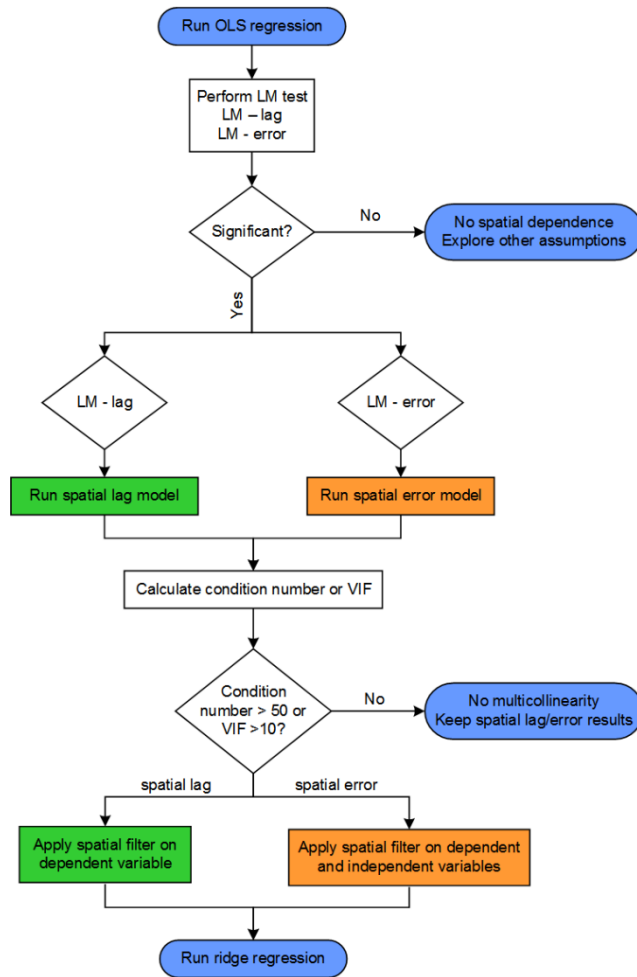 Run OLS regression
Perform LM test
LM – lag
LM - error
Significant?
No
No spatial dependence
Explore other assumptions
Yes
LM - lag
LM - error
Run spatial lag model
Run spatial error model
Calculate condition number or VIF
Condition
number > 50 or
VIF >10?
No
No multicollinearity
Keep spatial lag/error results
spatial lag
spatial error
Apply spatial filter on
dependent variable
Apply spatial filter on dependent
and independent variables
Run ridge regression